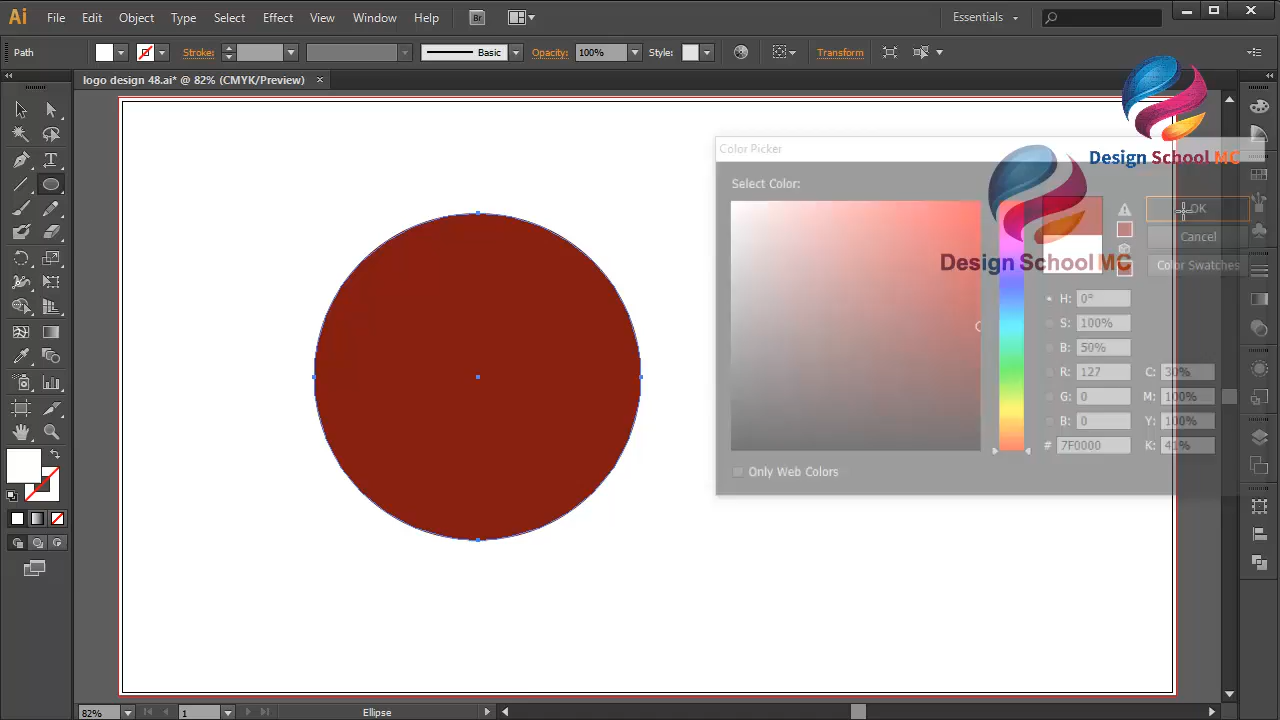 Ai File Edit Object Type Select Effect View Window Help Br Essentials
Path Stroke: Basic Opacity: 100% Style: Transform
logo design 48.ai* @ 82% (CMYK/Preview) ×
Design School MC
Color Picker
Select Color:
OK
Cancel
Design School MC
Color Swatches
H: 0°
S: 100%
B: 50%
R: 127 C: 30%
G: 0 M: 100%
B: 0 Y: 100%
# 7F0000 K: 41%
Only Web Colors
82% 1 Ellipse